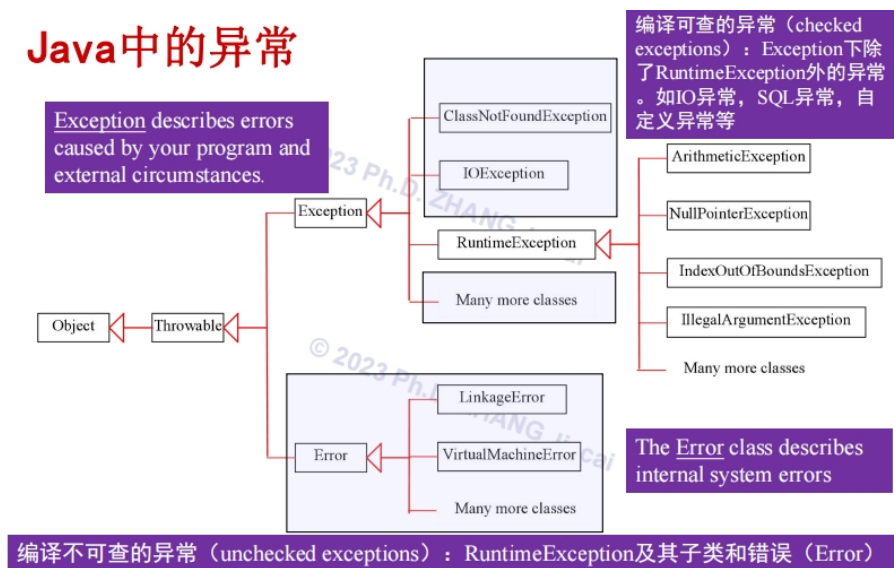 Java中的异常
编译可查的异常（checked
exceptions）：Exception下除
了RuntimeException外的异常
。如IO异常，SQL异常，自
定义异常等
Exception describes errors
caused by your program and
external circumstances.
ClassNotFoundException
IOException
Exception
RuntimeException
Many more classes
ArithmeticException
NullPointerException
IndexOutOfBoundsException
IllegalArgumentException
Many more classes
Object
Throwable
LinkageError
Error
VirtualMachineError
Many more classes
The Error class describes
internal system errors
编译不可查的异常（unchecked exceptions）：RuntimeException及其子类和错误（Error）
2023 Ph.D. ZHANG
© 2023 Ph. ZHANG